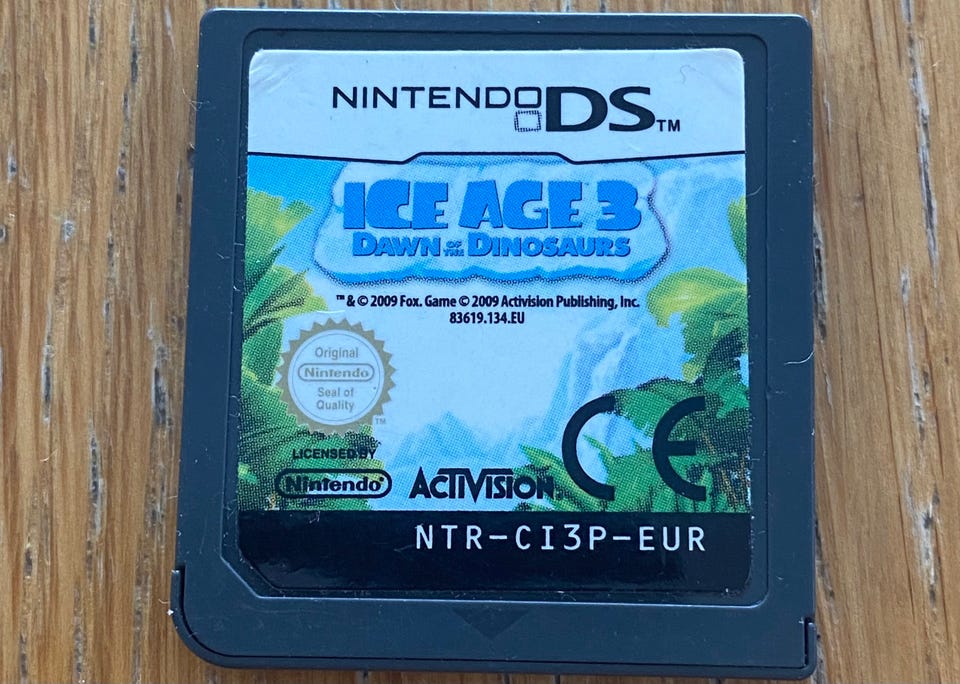 NINTENDO DS™
ICE AGE 3
DAWN OF THE DINOSAURS
™ & © 2009 Fox. Game © 2009 Activision Publishing, Inc.
83619.134.EU
Original
Nintendo
Seal of
Quality
TM
LICENSED BY
Nintendo®
ACTIVISION®
CE
NTR-CI3P-EUR